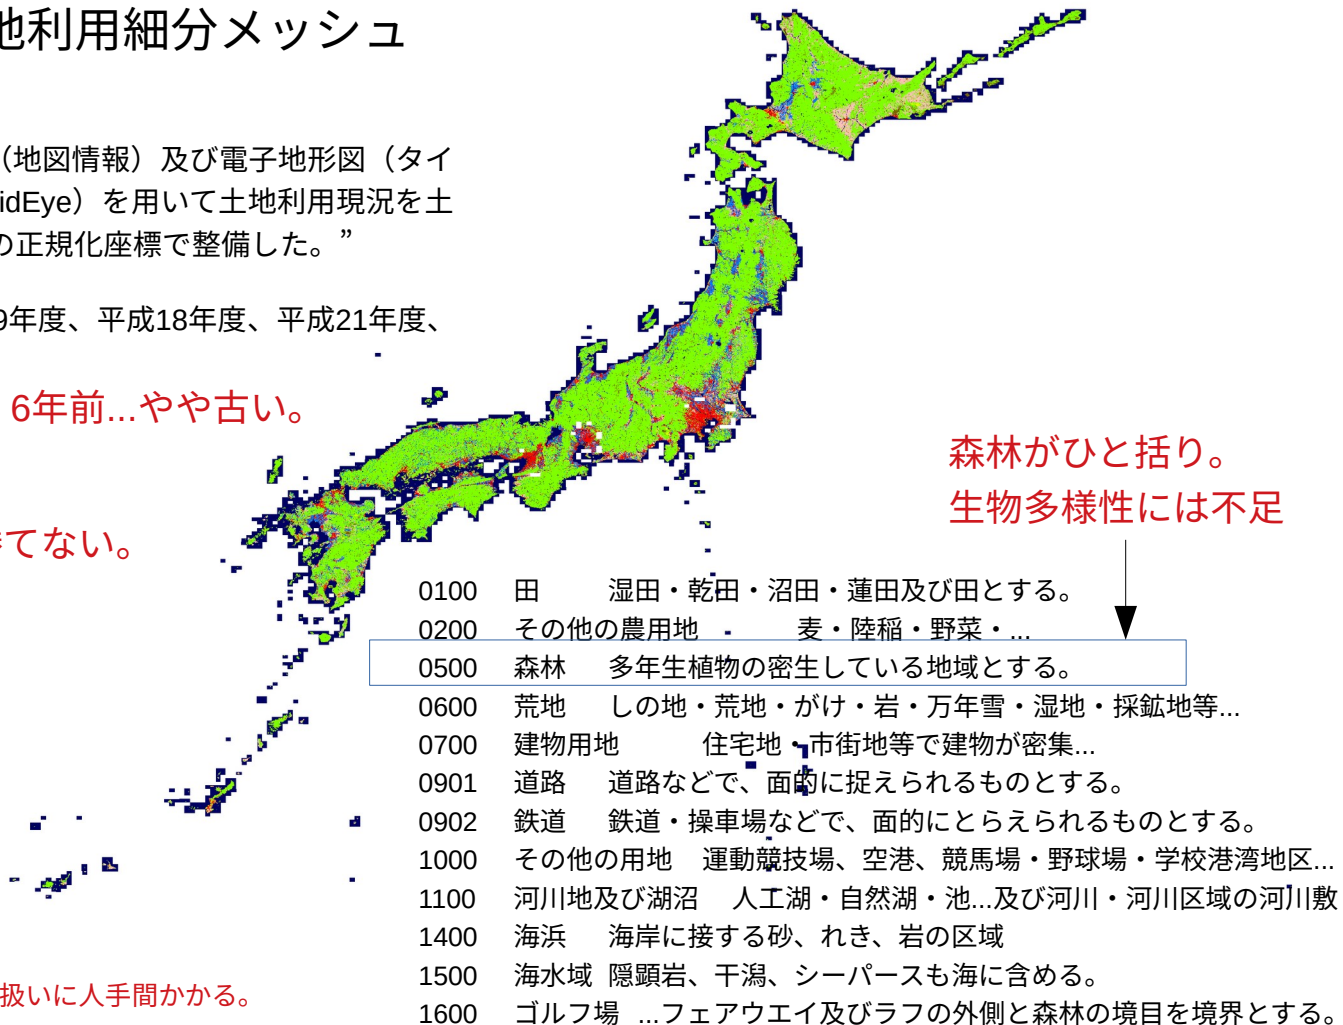 地利用細分メッシュ
（地図情報）及び電子地形図（タイ
idEye）を用いて土地利用現況を土
の正規化座標で整備した。”
9年度、平成18年度、平成21年度、
6年前...やや古い。
てない。
森林がひと括り。
生物多様性には不足
0100 田 湿田・乾田・沼田・蓮田及び田とする。
0200 その他の農用地 麦・陸稲・野菜・...
0500 森林 多年生植物の密生している地域とする。
0600 荒地 しの地・荒地・がけ・岩・万年雪・湿地・採鉱地等...
0700 建物用地 住宅地・市街地等で建物が密集...
0901 道路 道路などで、面的に捉えられるものとする。
0902 鉄道 鉄道・操車場などで、面的にとらえられるものとする。
1000 その他の用地 運動競技場、空港、競馬場・野球場・学校港湾地区...
1100 河川地及び湖沼 人工湖・自然湖・池...及び河川・河川区域の河川敷
1400 海浜 海岸に接する砂、れき、岩の区域
1500 海水域 隠顕岩、干潟、シーパースも海に含める。
1600 ゴルフ場 ...フェアウエイ及びラフの外側と森林の境目を境界とする。
扱いに人手間かかる。